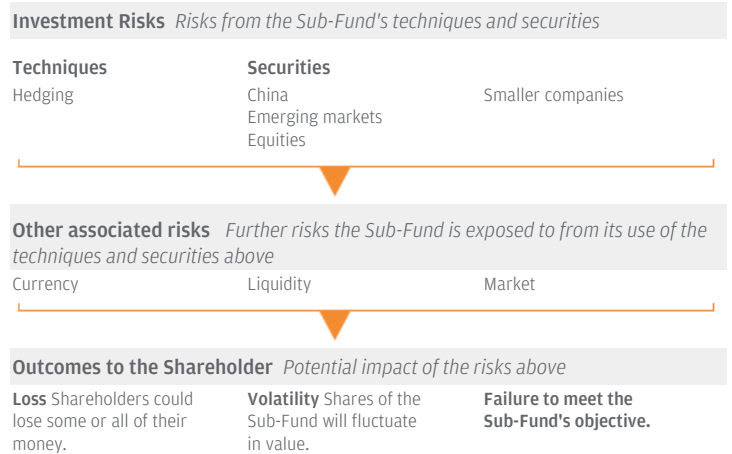 Investment Risks Risks from the Sub-Fund's techniques and securities
Techniques Securities
Hedging China Smaller companies
Emerging markets
Equities
Other associated risks Further risks the Sub-Fund is exposed to from its use of the
techniques and securities above
Currency Liquidity Market
Outcomes to the Shareholder Potential impact of the risks above
Loss Shareholders could
lose some or all of their
money.
Volatility Shares of the
Sub-Fund will fluctuate
in value.
Failure to meet the
Sub-Fund's objective.